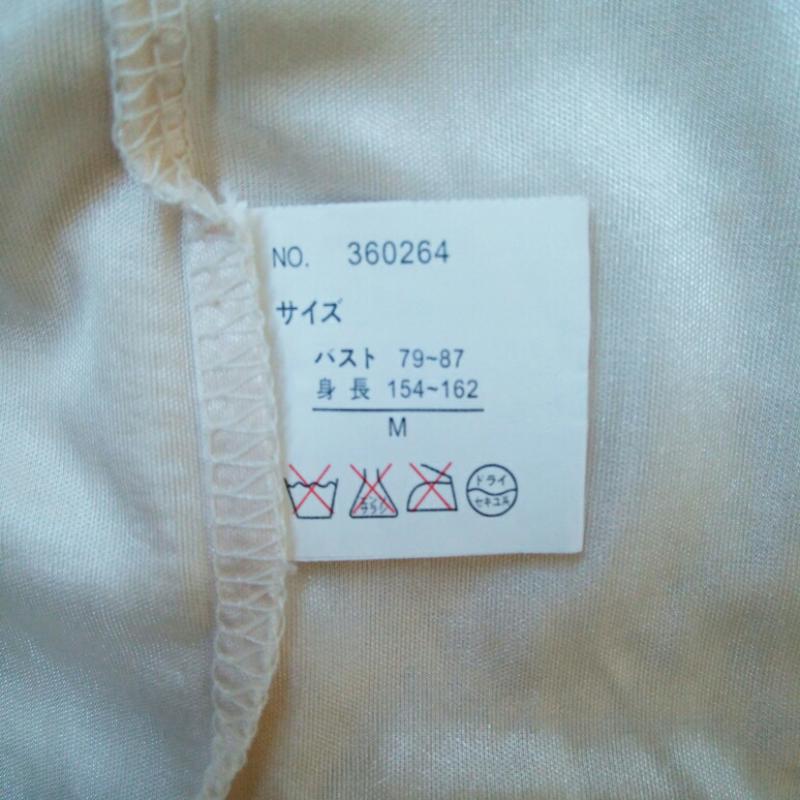 NO. 360264
サイズ
バスト 79~87
身長 154~162
M
ドライ
セキユ系